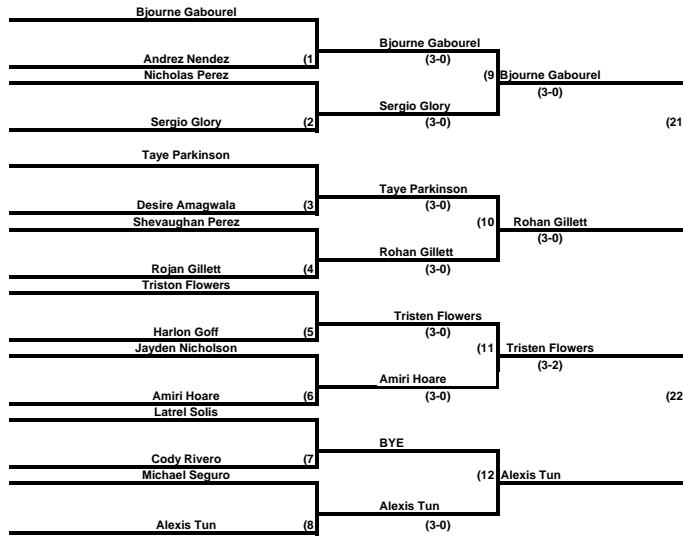 Bjourne Gabourel
Andrez Nendez (1
Nicholas Perez
Sergio Glory (2
Taye Parkinson
Desire Amagwala (3
Shevaughan Perez
Rojan Gillett (4
Triston Flowers
Harlon Goff (5
Jayden Nicholson
Amiri Hoare (6
Latrel Solis
Cody Rivero (7
Michael Seguro
Alexis Tun (8
Bjourne Gabourel
(3-0)
(9
Sergio Glory
(3-0)
Taye Parkinson
(3-0)
(10
Rohan Gillett
(3-0)
Tristen Flowers
(3-0)
(11
Amiri Hoare
(3-0)
BYE
(12
Alexis Tun
(3-0)
Bjourne Gabourel
(3-0)
(21
Rohan Gillett
(3-0)
Tristen Flowers
(3-2)
(22
Alexis Tun